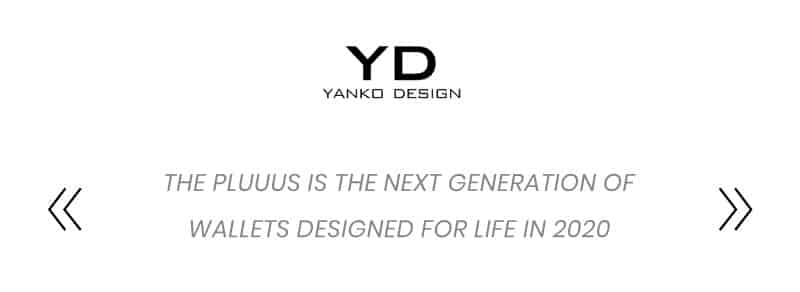 YD
YANKO DESIGN
THE PLUUUS IS THE NEXT GENERATION OF
WALLETS DESIGNED FOR LIFE IN 2020